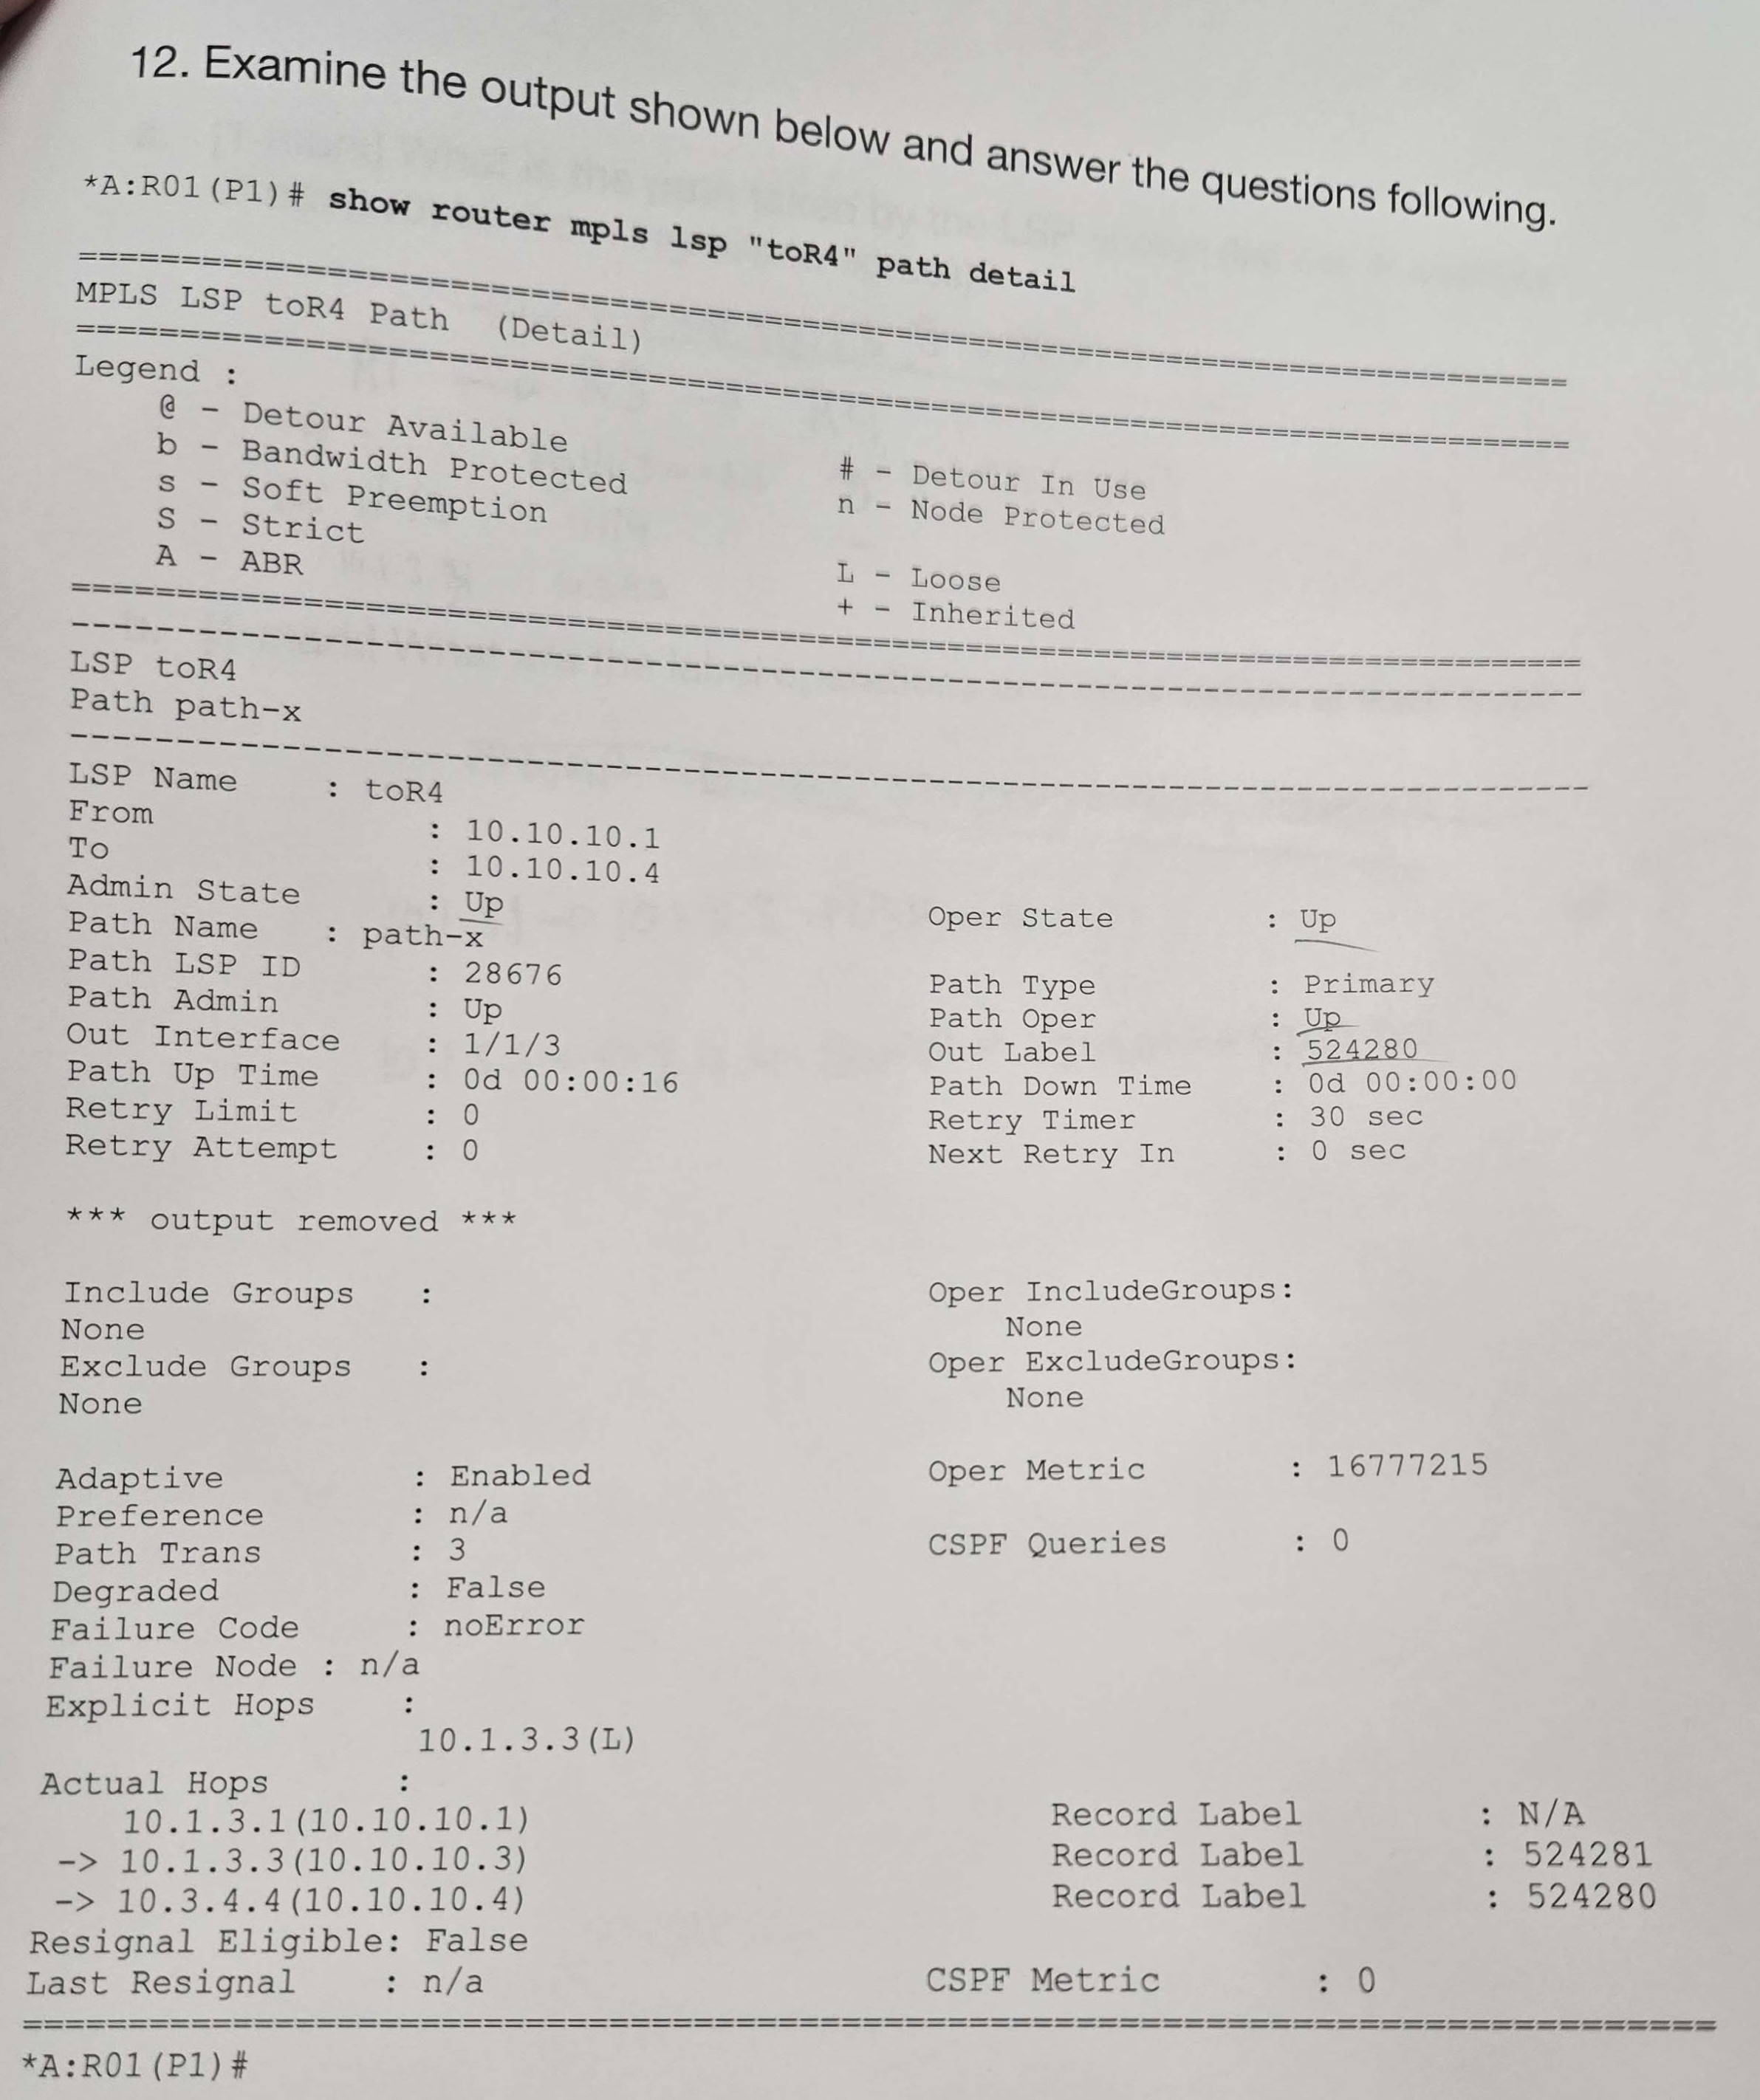 12. Examine the output shown below and answer the questions following.
*A:R01(P1)# show router mpls lsp "toR4" path detail
===============================================================================
MPLS LSP toR4 Path  (Detail)
===============================================================================
Legend :
@ - Detour Available    # - Detour In Use
b - Bandwidth Protected    n - Node Protected
s - Soft Preemption
S - Strict    L - Loose
A - ABR    + - Inherited
===============================================================================
-------------------------------------------------------------------------------
LSP toR4
Path path-x
-------------------------------------------------------------------------------
LSP Name : toR4
From : 10.10.10.1
To : 10.10.10.4
Admin State : Up    Oper State : Up
Path Name : path-x
Path LSP ID : 28676    Path Type : Primary
Path Admin : Up    Path Oper : Up
Out Interface : 1/1/3    Out Label : 524280
Path Up Time : 0d 00:00:16    Path Down Time : 0d 00:00:00
Retry Limit : 0    Retry Timer : 30 sec
Retry Attempt : 0    Next Retry In : 0 sec
*** output removed ***
Include Groups :    Oper IncludeGroups:
None    None
Exclude Groups :    Oper ExcludeGroups:
None    None
Adaptive : Enabled    Oper Metric : 16777215
Preference : n/a
Path Trans : 3    CSPF Queries : 0
Degraded : False
Failure Code : noError
Failure Node : n/a
Explicit Hops :
10.1.3.3(L)
Actual Hops :
10.1.3.1(10.10.10.1)    Record Label : N/A
-> 10.1.3.3(10.10.10.3)    Record Label : 524281
-> 10.3.4.4(10.10.10.4)    Record Label : 524280
Resignal Eligible: False
Last Resignal : n/a    CSPF Metric : 0
===============================================================================
*A:R01(P1)#